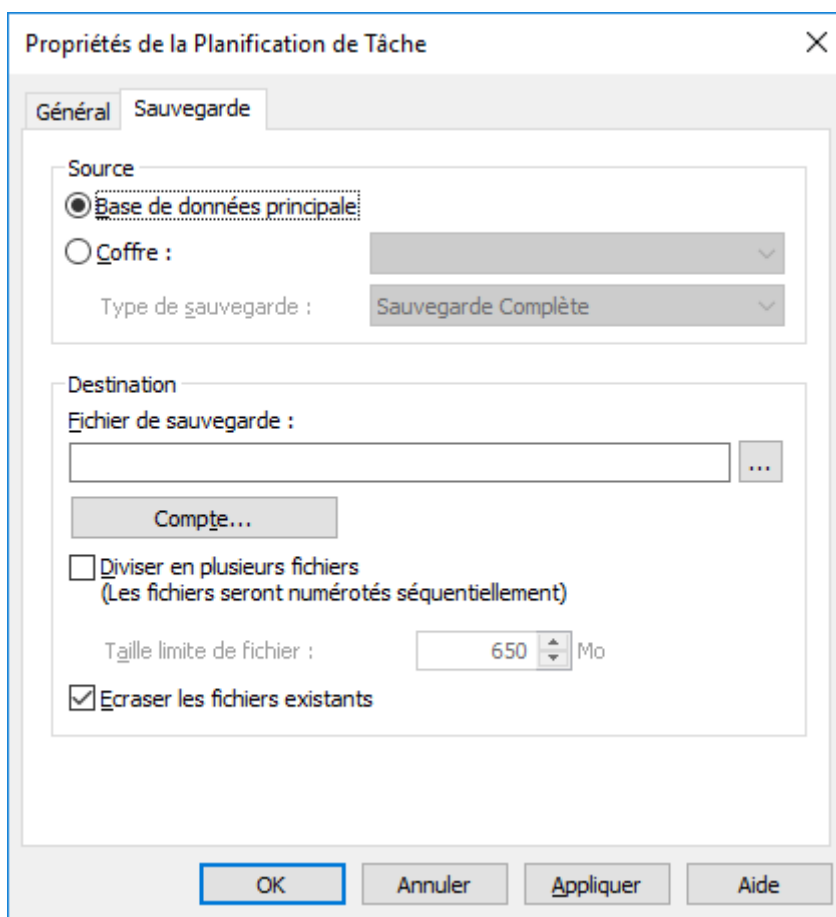 Propriétés de la Planification de Tâche
Général Sauvegarde
Source
Base de données principale
Coffre :
Type de sauvegarde : Sauvegarde Complète
Destination
Fichier de sauvegarde :
...
Compte...
Diviser en plusieurs fichiers
(Les fichiers seront numérotés séquentiellement)
Taille limite de fichier : 650 Mo
Ecraser les fichiers existants
OK Annuler Appliquer Aide